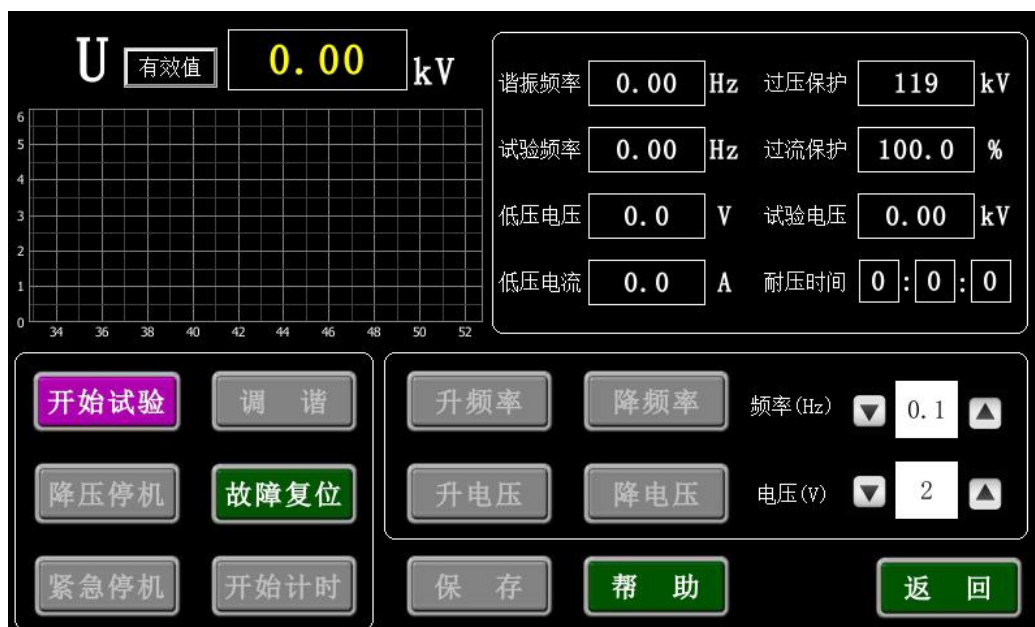 U 有效值 0.00 kV
谐振频率 0.00 Hz 过压保护 119 kV
试验频率 0.00 Hz 过流保护 100.0 %
低压电压 0.0 V 试验电压 0.00 kV
低压电流 0.0 A 耐压时间 0 : 0 : 0
6
5
4
3
2
1
0
34 36 38 40 42 44 46 48 50 52
开始试验 调 谐
降压停机 故障复位
紧急停机 开始计时
升频率 降频率 频率(Hz) ▼ 0.1 ▲
升电压 降电压 电压(V) ▼ 2 ▲
保 存 帮 助 返 回